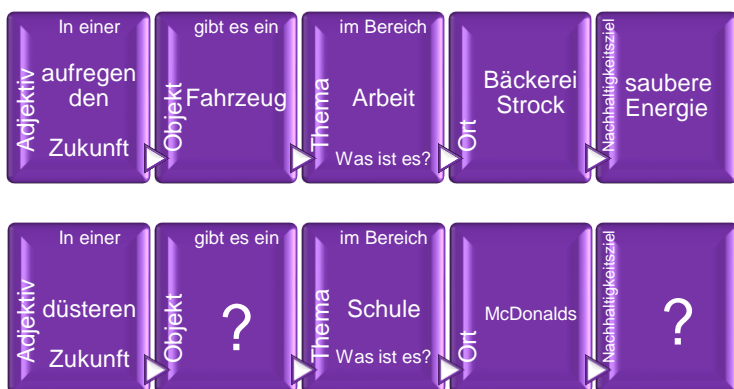 Adjektiv
In einer
aufregen
den
Zukunft
Objekt
gibt es ein
Fahrzeug
Thema
im Bereich
Arbeit
Was ist es?
Ort
Bäckerei
Strock
Nachhaltigkeitsziel
saubere
Energie
Adjektiv
In einer
düsteren
Zukunft
Objekt
gibt es ein
?
Thema
im Bereich
Schule
Was ist es?
Ort
McDonalds
Nachhaltigkeitsziel
?